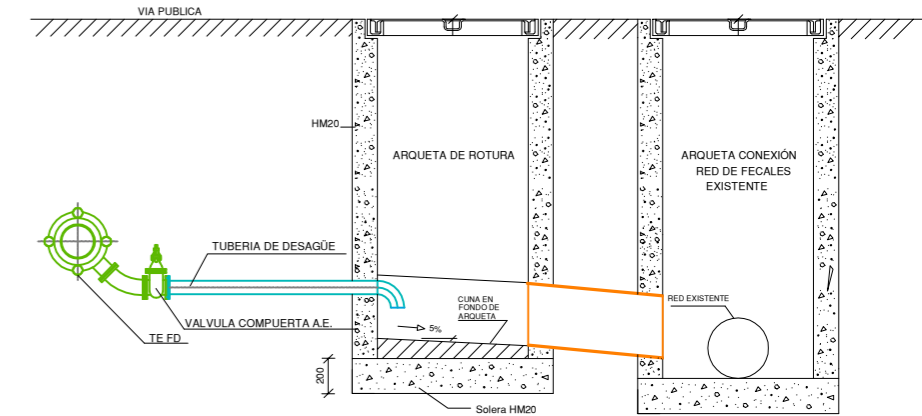 VIA PUBLICA
HM20
ARQUETA DE ROTURA
ARQUETA CONEXIÓN
RED DE FECALES
EXISTENTE
TUBERIA DE DESAGÜE
CUNA EN
FONDO DE
ARQUETA
RED EXISTENTE
5%
VALVULA COMPUERTA A.E.
TE FD
200
Solera HM20